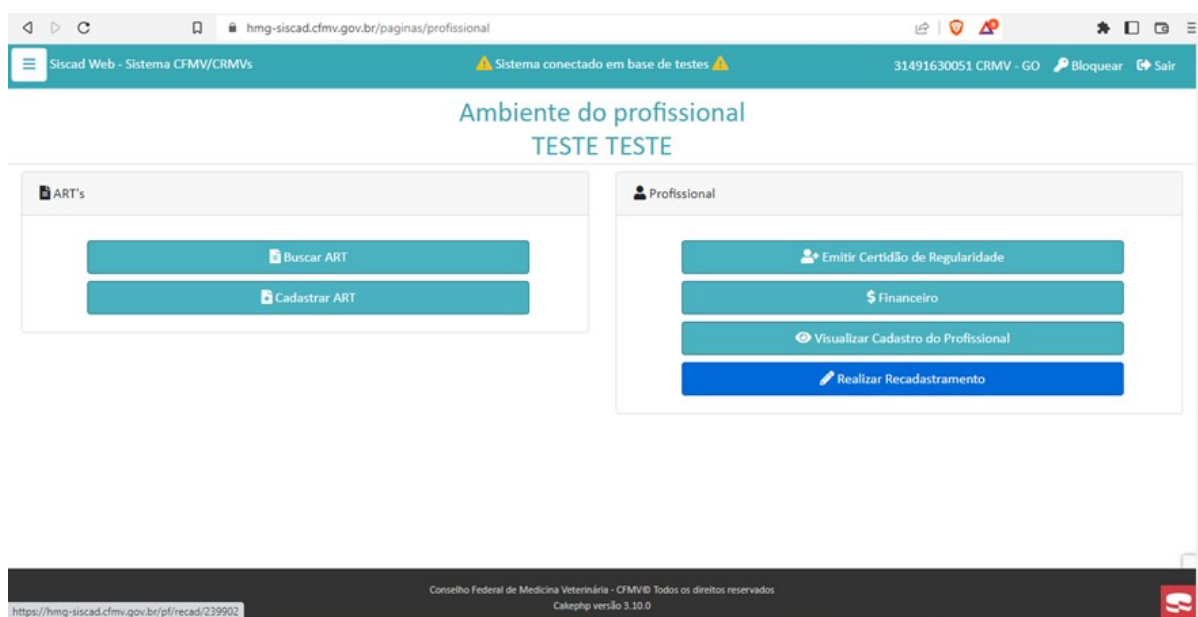 hmg-siscad.cfmv.gov.br/paginas/profissional
Siscad Web - Sistema CFMV/CRMVs
Sistema conectado em base de testes
31491630051 CRMV - GO
Bloquear
Sair
Ambiente do profissional
TESTE TESTE
ART's
Buscar ART
Cadastrar ART
Profissional
Emitir Certidão de Regularidade
$ Financeiro
Visualizar Cadastro do Profissional
Realizar Recadastramento
Conselho Federal de Medicina Veterinária - CFMV© Todos os direitos reservados
Cakephp versão 3.10.0
https://hmg-siscad.cfmv.gov.br/pf/recad/239902